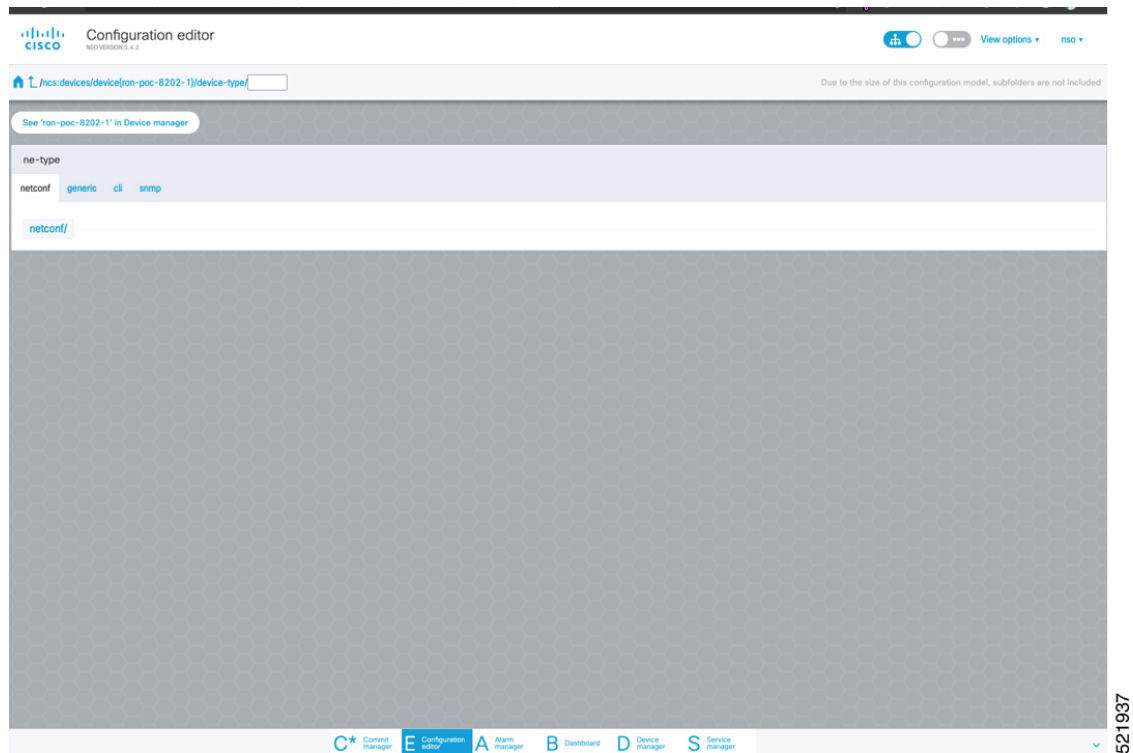 CISCO
Configuration editor
NSO VERSION:5.4.2
View options
nso
/ncs:devices/device{ron-poc-8202-1}/device-type/
Due to the size of this configuration model, subfolders are not included
See 'ron-poc-8202-1' in Device manager
ne-type
netconf generic cli snmp
netconf/
C* Commit manager
E Configuration editor
A Alarm manager
B Dashboard
D Device manager
S Service manager
521937